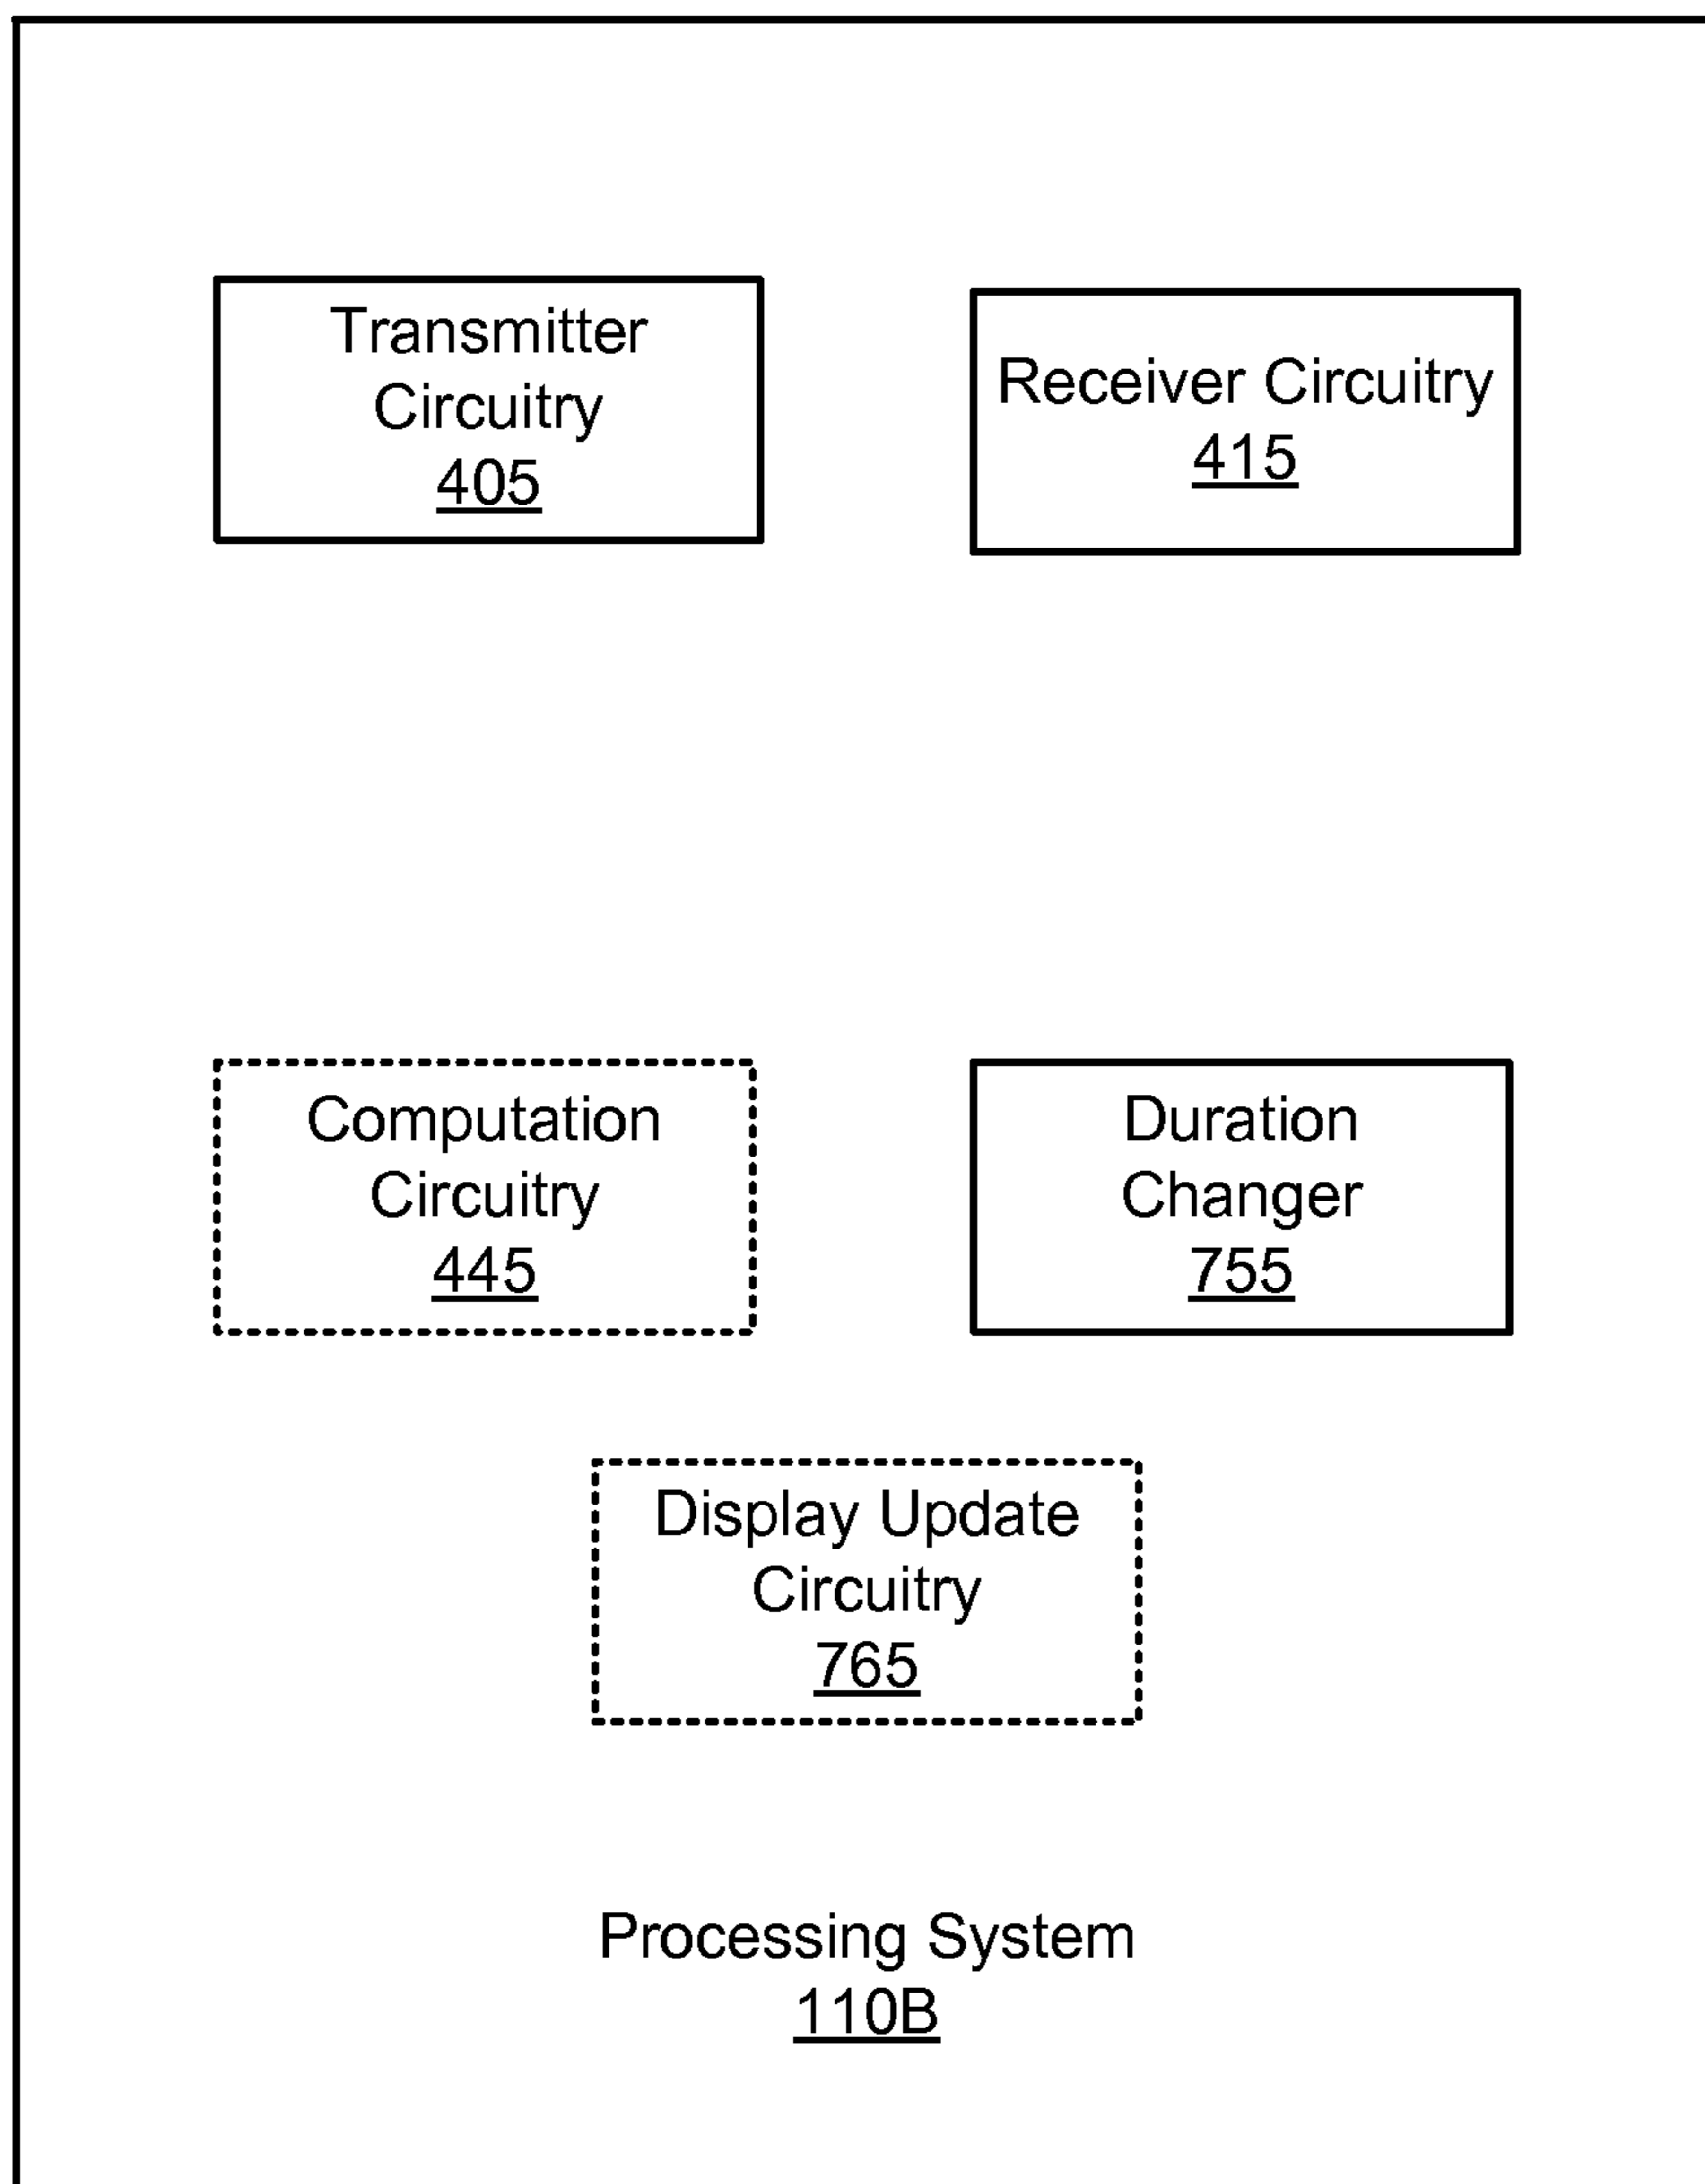 Transmitter
Circuitry
405
Receiver Circuitry
415
Computation
Circuitry
445
Duration
Changer
755
Display Update
Circuitry
765
Processing System
110B